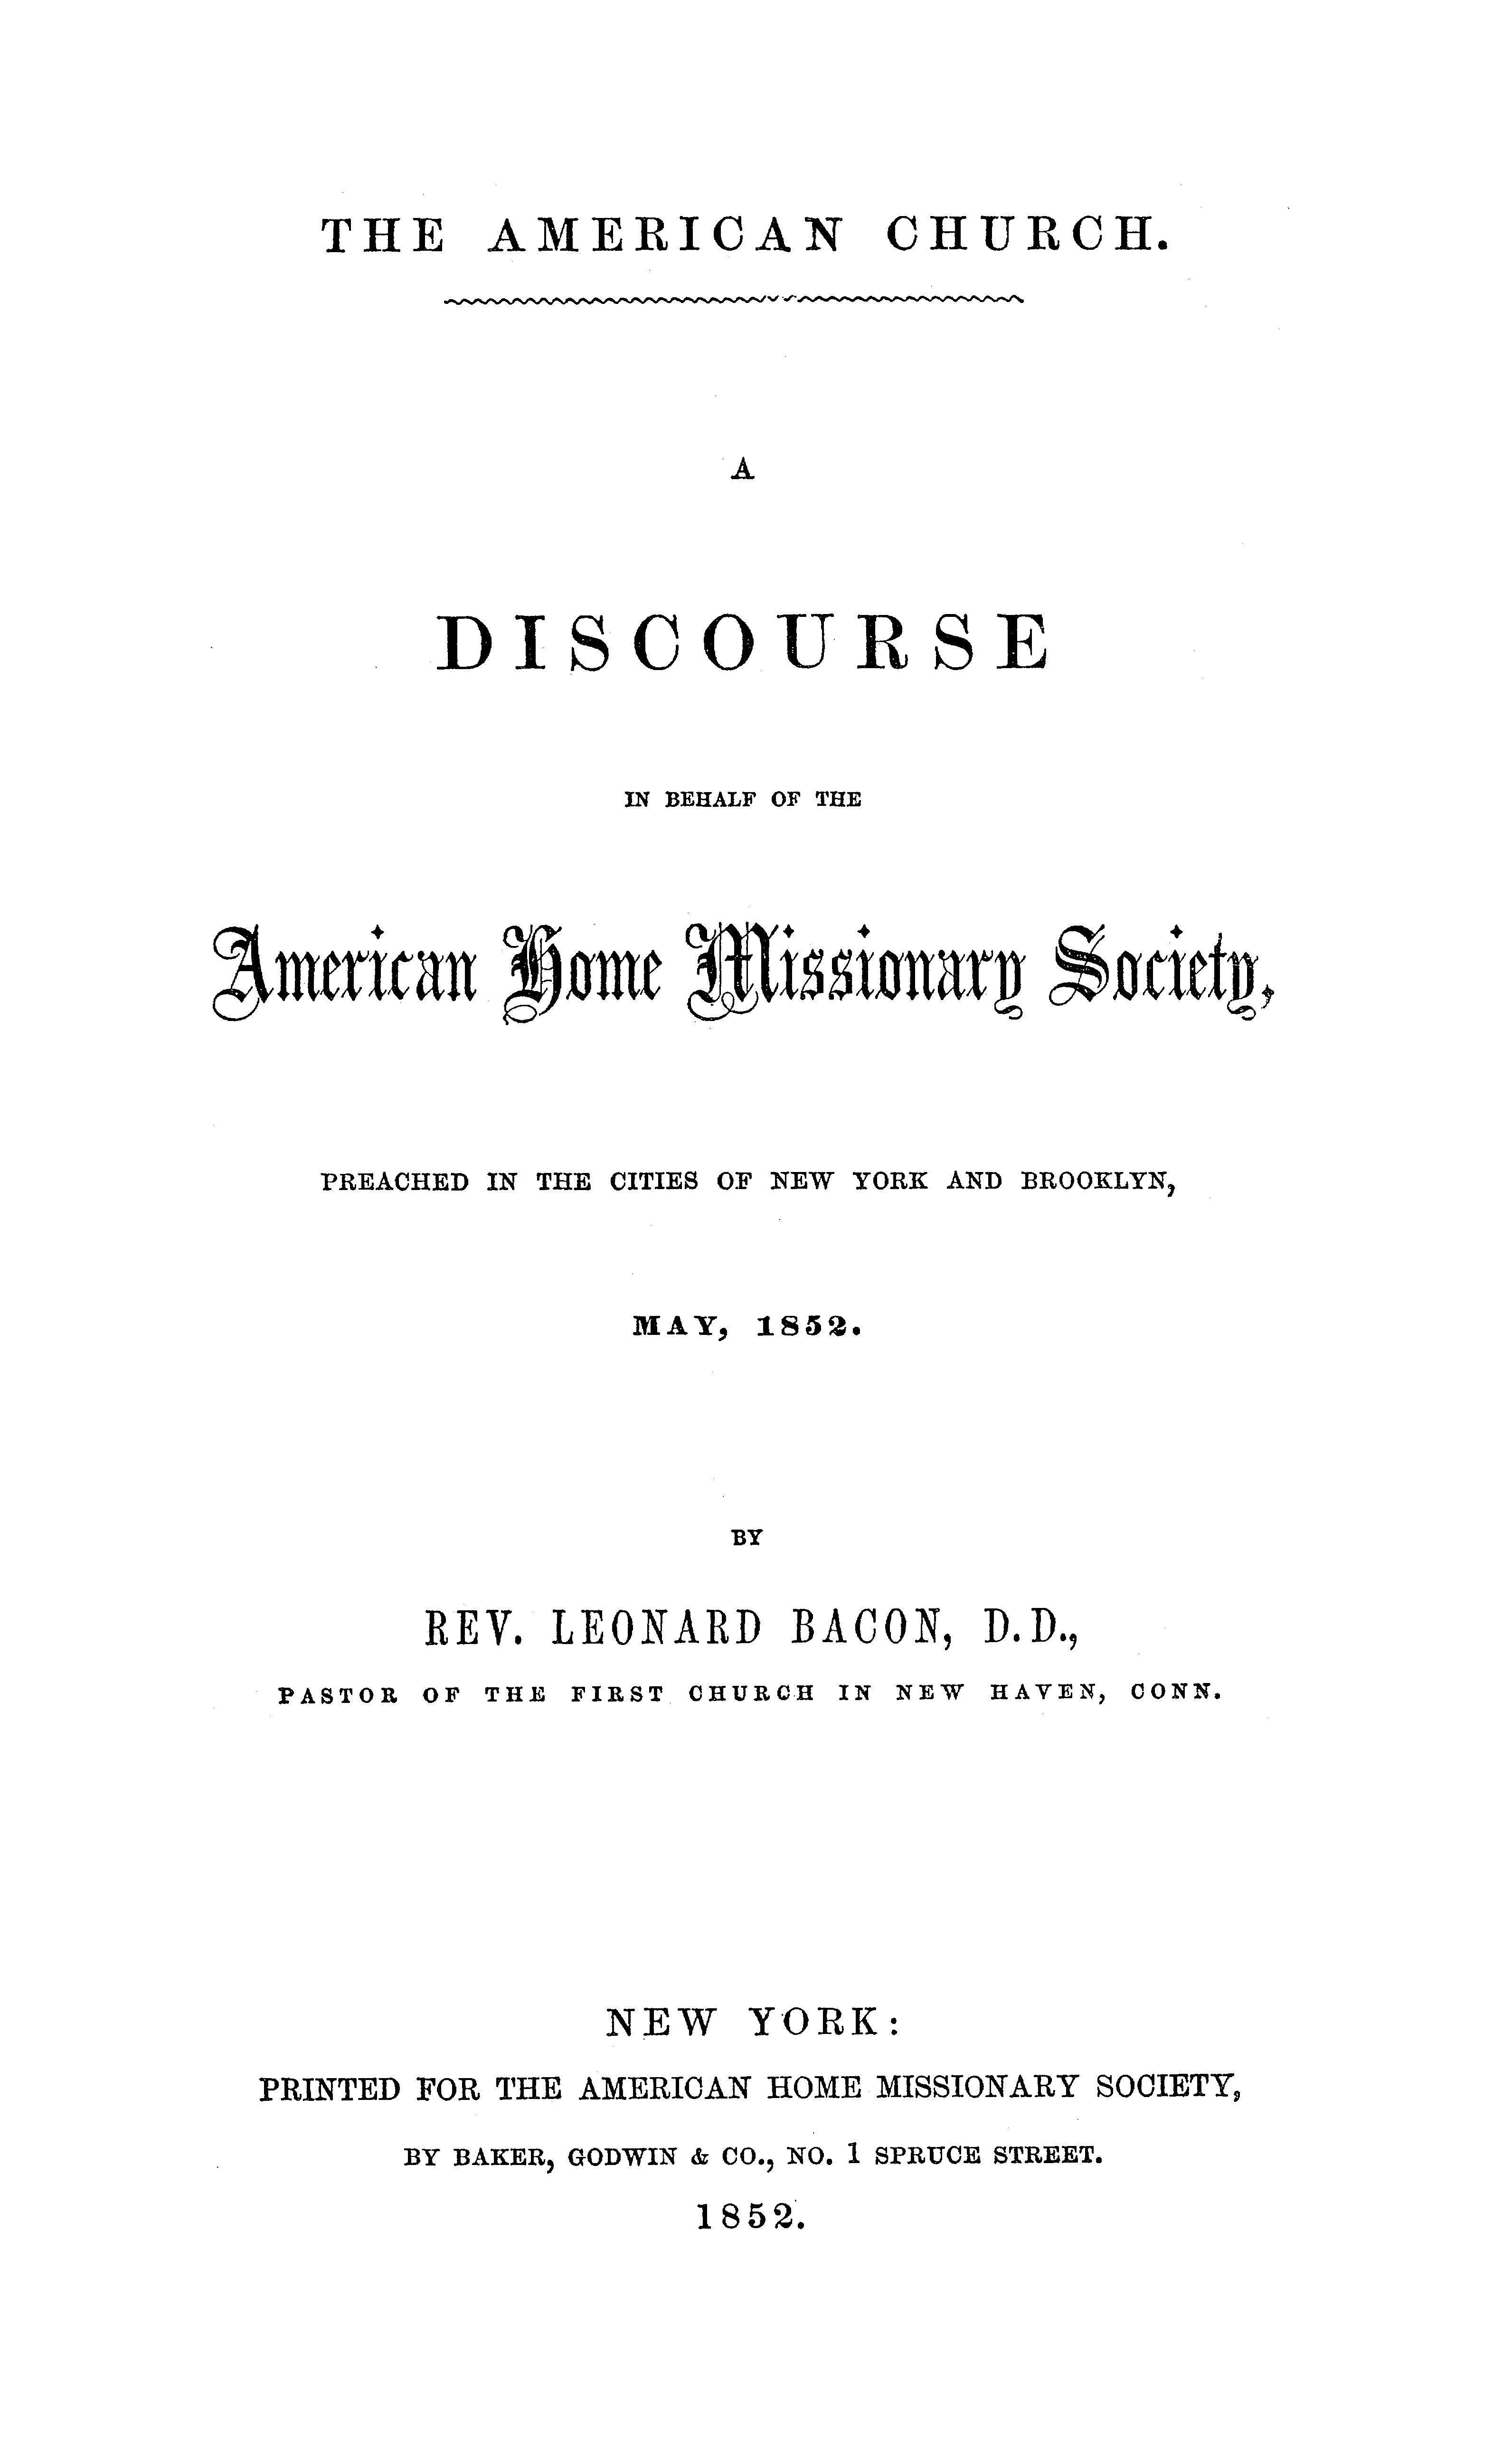 THE AMERICAN CHURCH.
A
DISCOURSE
IN BEHALF OF THE
American Home Missionary Society,
PREACHED IN THE CITIES OF NEW YORK AND BROOKLYN,
MAY, 1852.
BY
REV. LEONARD BACON, D.D.,
PASTOR OF THE FIRST CHURCH IN NEW HAVEN, CONN.
NEW YORK:
PRINTED FOR THE AMERICAN HOME MISSIONARY SOCIETY,
BY BAKER, GODWIN & CO., NO. 1 SPRUCE STREET.
1852.